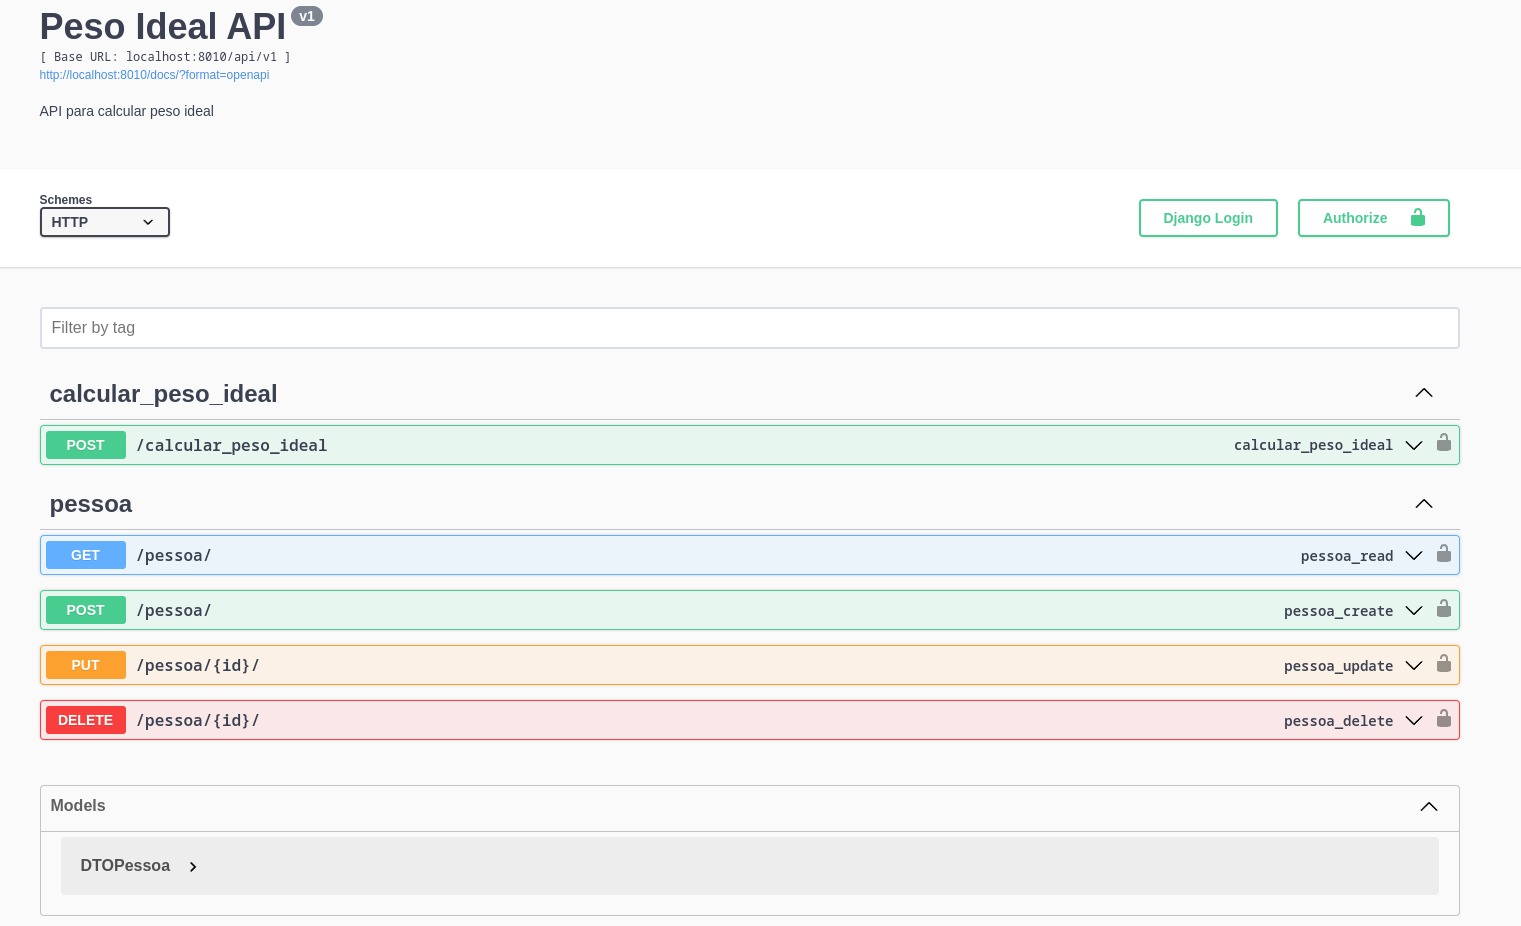 Peso Ideal API v1
[ Base URL: localhost:8010/api/v1 ]
http://localhost:8010/docs/?format=openapi
API para calcular peso ideal
Schemes
HTTP
Django Login
Authorize
Filter by tag
calcular_peso_ideal
POST /calcular_peso_ideal calcular_peso_ideal
pessoa
GET /pessoa/ pessoa_read
POST /pessoa/ pessoa_create
PUT /pessoa/{id}/ pessoa_update
DELETE /pessoa/{id}/ pessoa_delete
Models
DTOPessoa